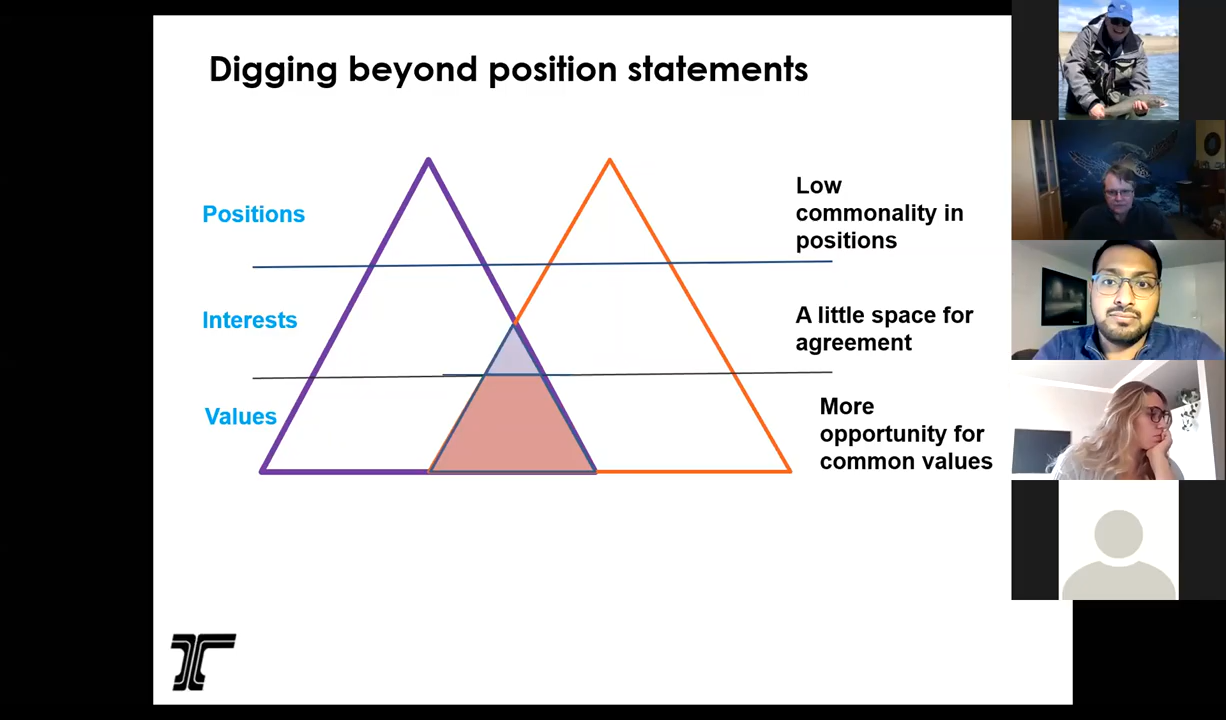 Digging beyond position statements
Positions
Low
commonality in
positions
Interests
A little space for
agreement
Values
More
opportunity for
common values